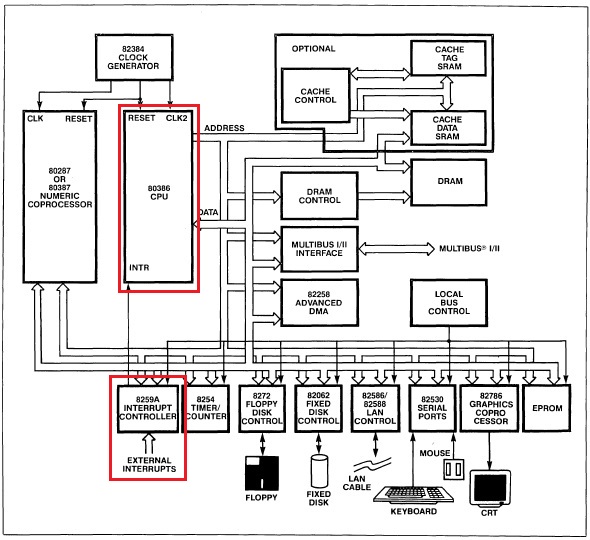 82384
CLOCK
GENERATOR
OPTIONAL
CACHE
TAG
SRAM
CACHE
CONTROL
CACHE
DATA
SRAM
CLK RESET
RESET CLK2
ADDRESS
80287
OR
80387
NUMERIC
COPROCESSOR
80386
CPU
DATA
INTR
DRAM
CONTROL
DRAM
MULTIBUS I/II
INTERFACE
MULTIBUS® I/II
82258
ADVANCED
DMA
LOCAL
BUS
CONTROL
8259A
INTERRUPT
CONTROLLER
EXTERNAL
INTERRUPTS
8254
TIMER/
COUNTER
8272
FLOPPY
DISK
CONTROL
FLOPPY
82062
FIXED
DISK
CONTROL
FIXED
DISK
82586/
82588
LAN
CONTROL
LAN
CABLE
82530
SERIAL
PORTS
KEYBOARD
MOUSE
82786
GRAPHICS
COPRO
CESSOR
CRT
EPROM